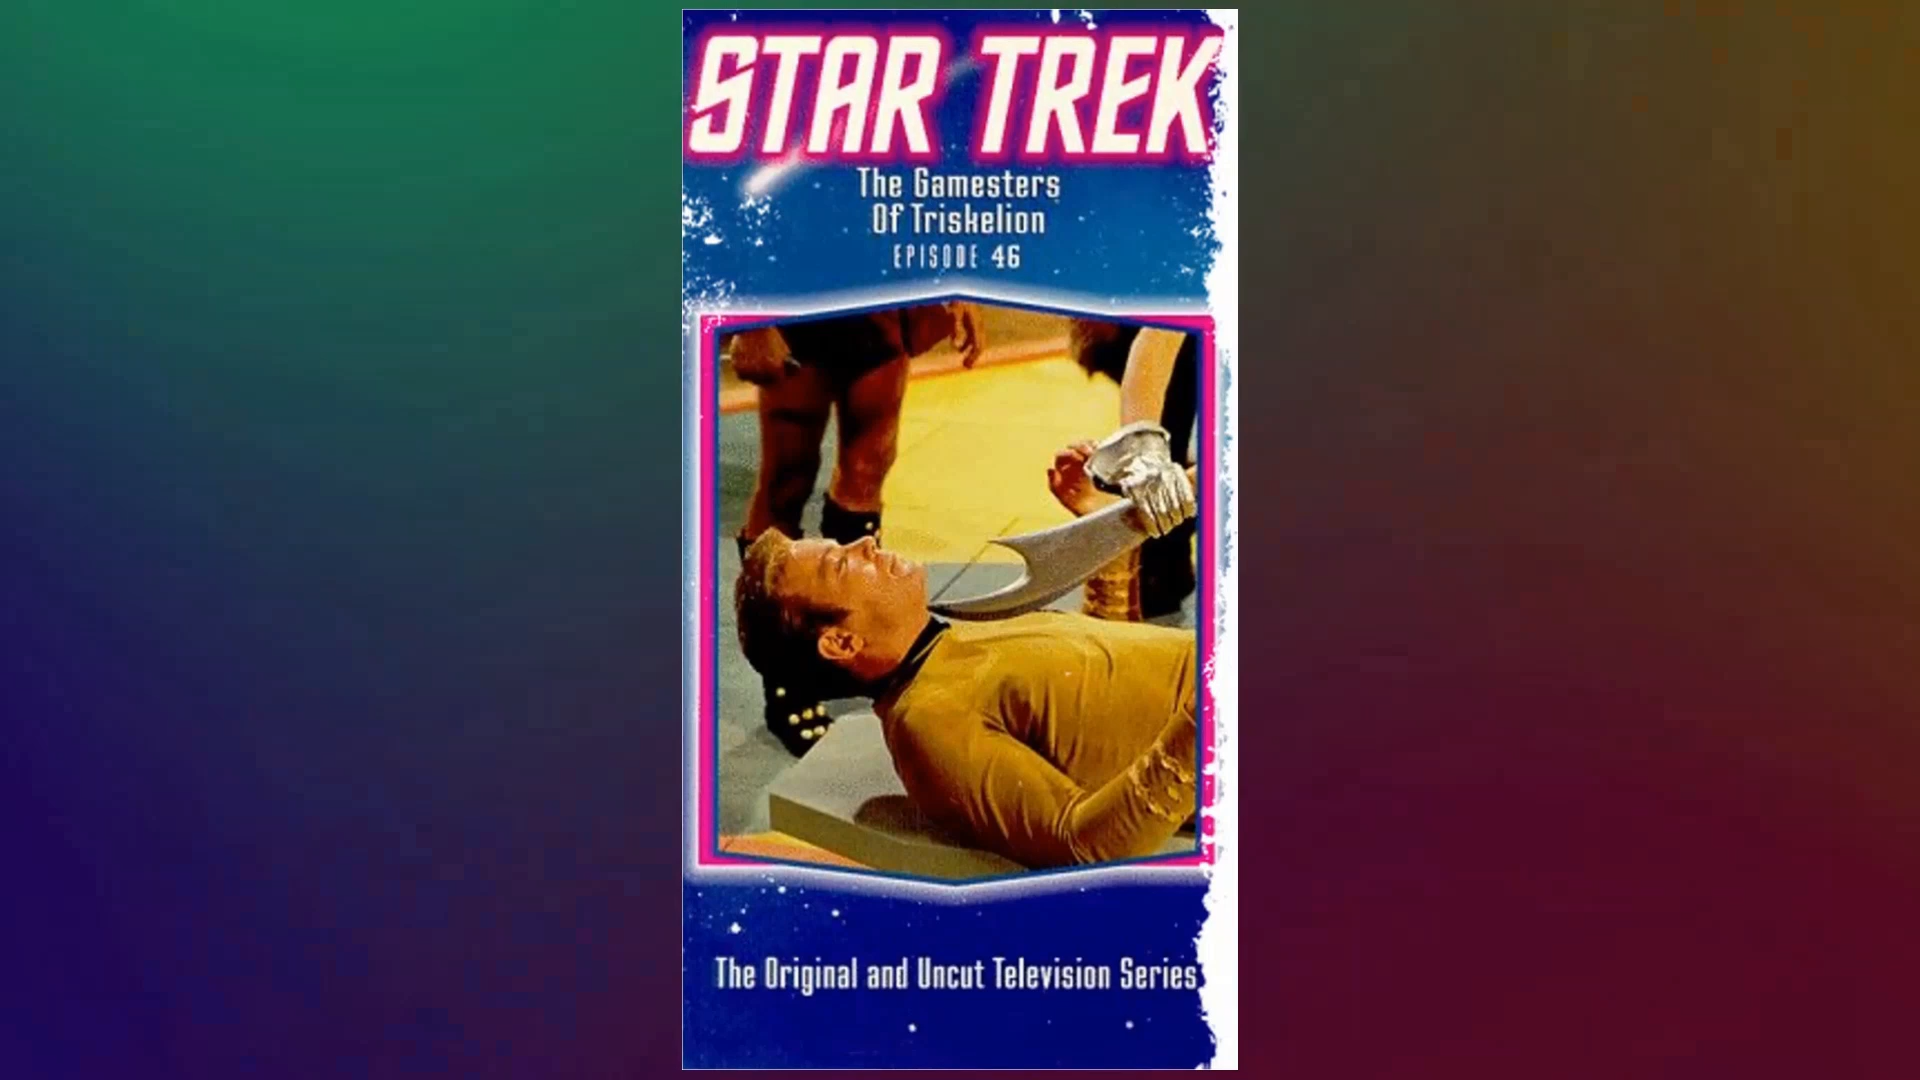 STAR TREK
The Gamesters
Of Triskelion
EPISODE 46
The Original and Uncut Television Series